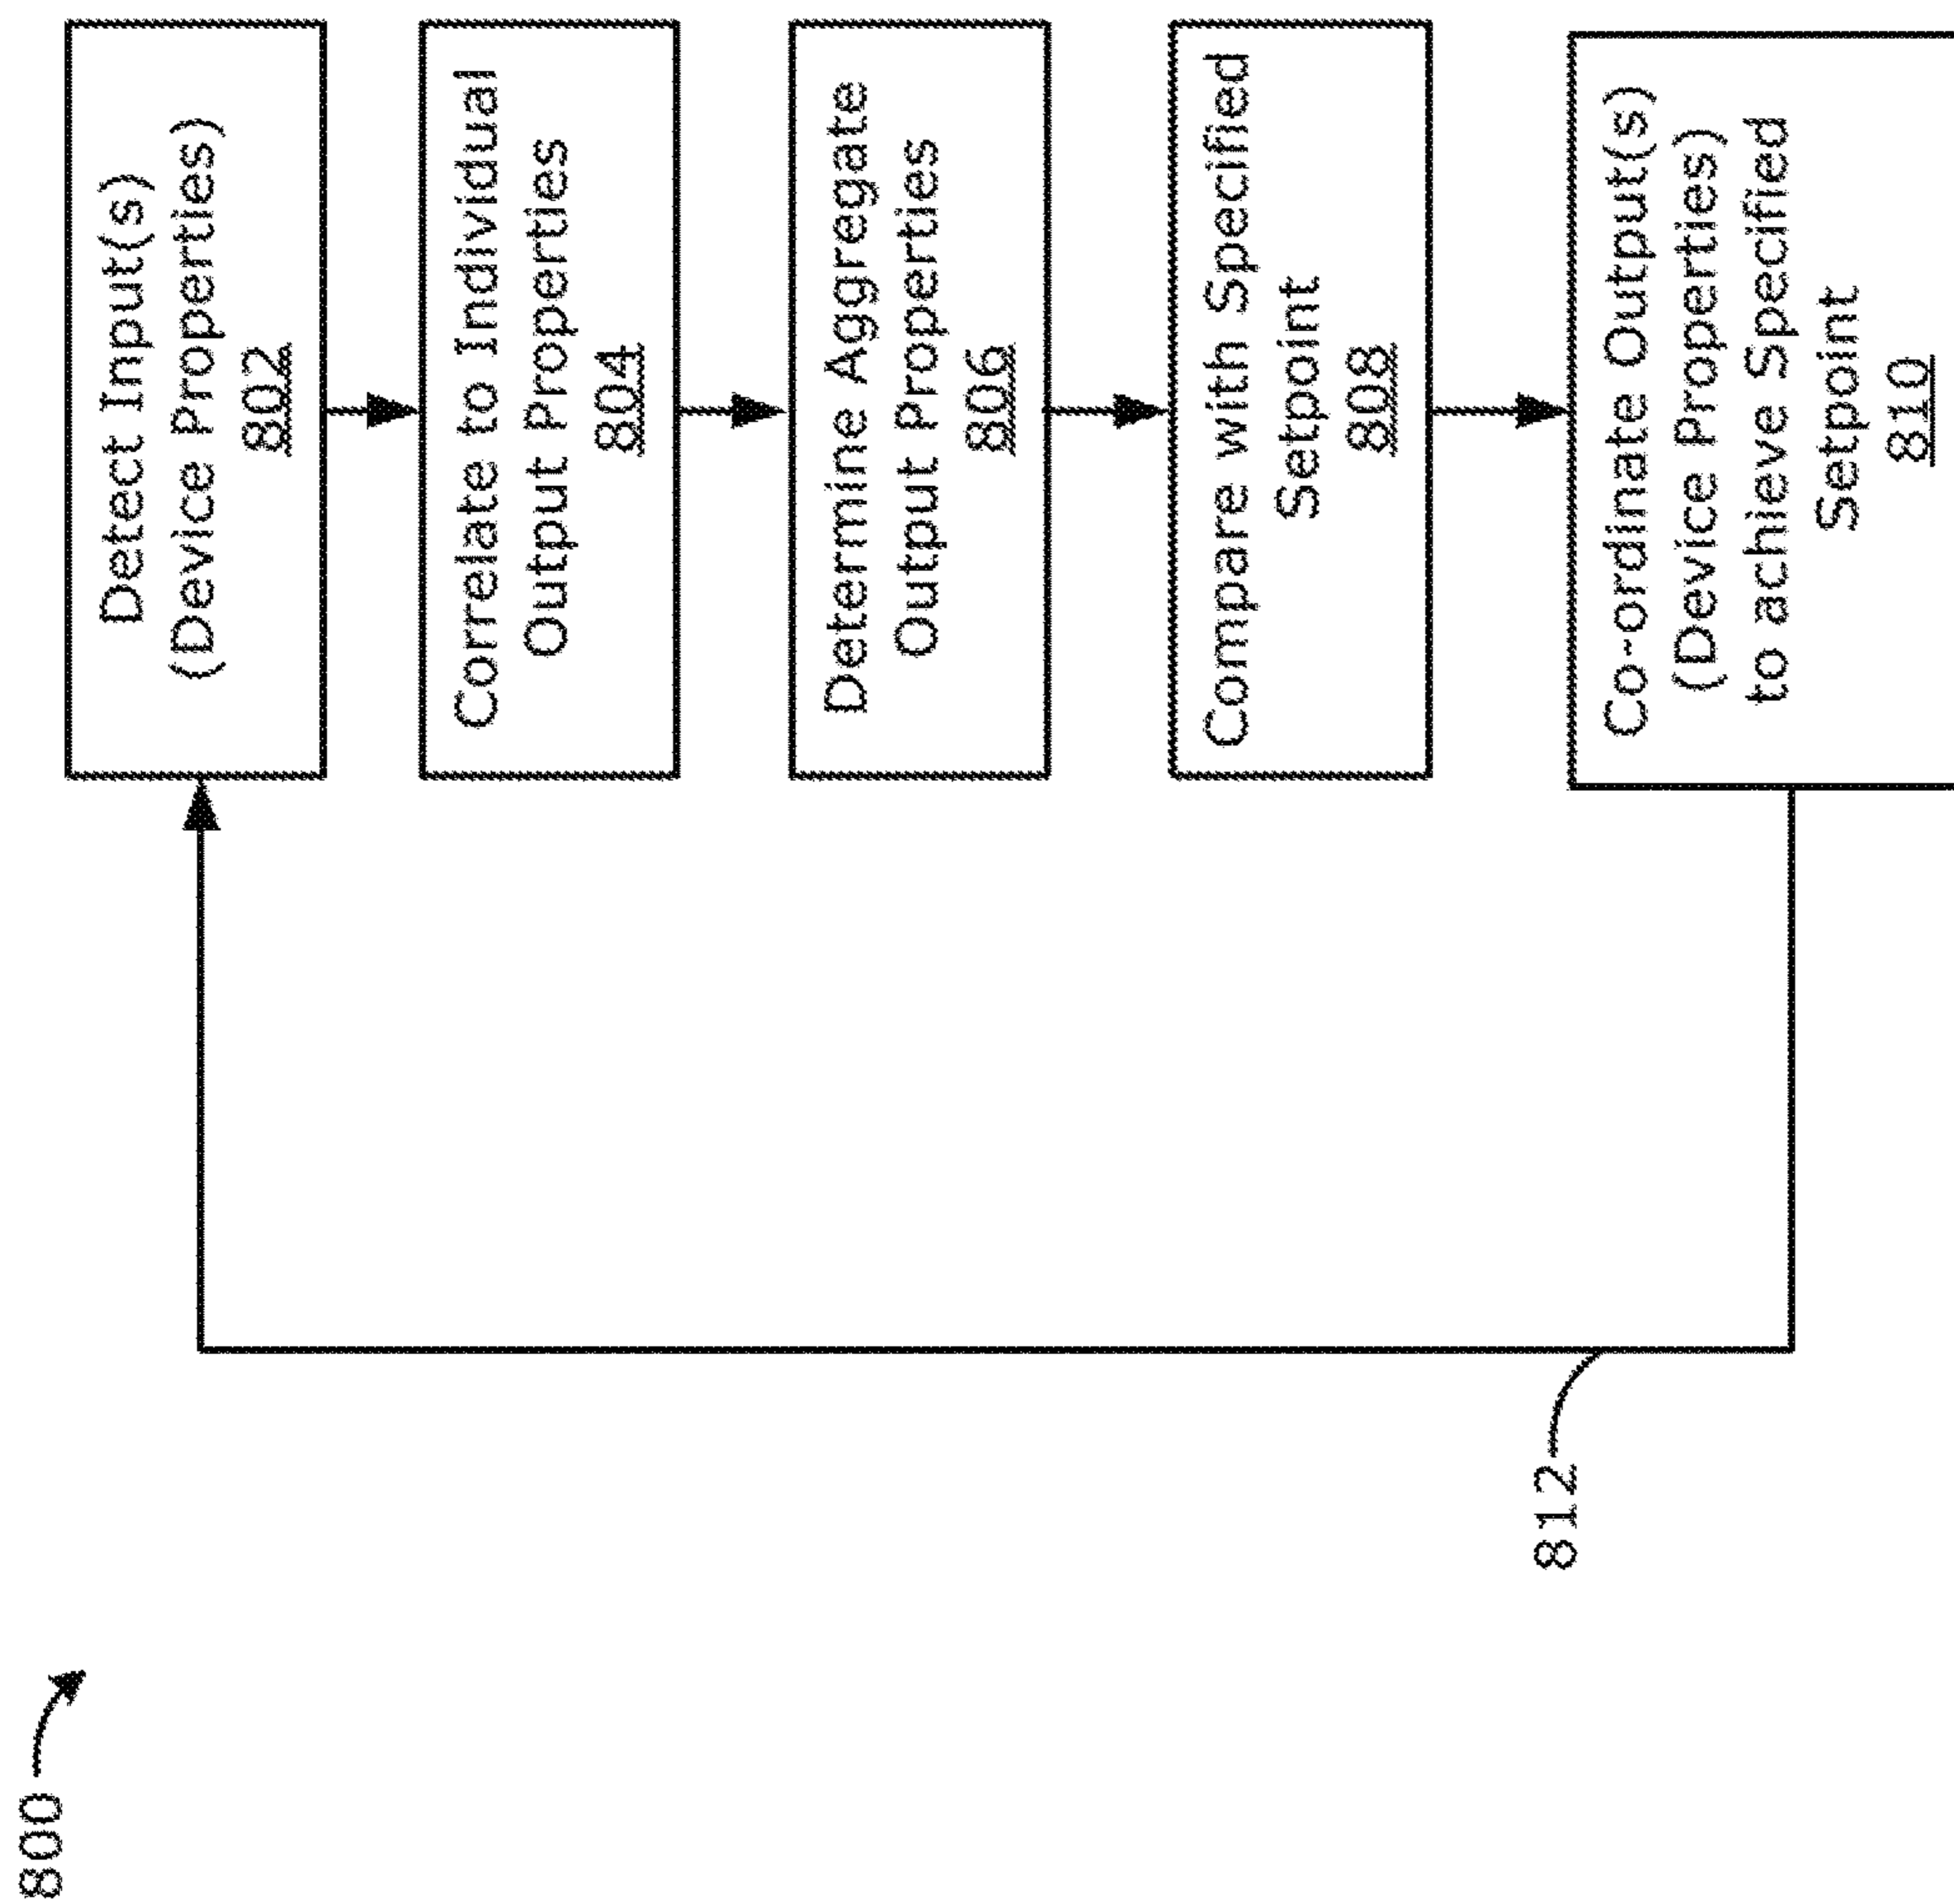 800
Detect Input(s)
(Device Properties)
802
Correlate to Individual
Output Properties
804
Determine Aggregate
Output Properties
806
Compare with Specified
Setpoint
808
Co-ordinate Output(s)
(Device Properties)
to achieve Specified
Setpoint
810
812